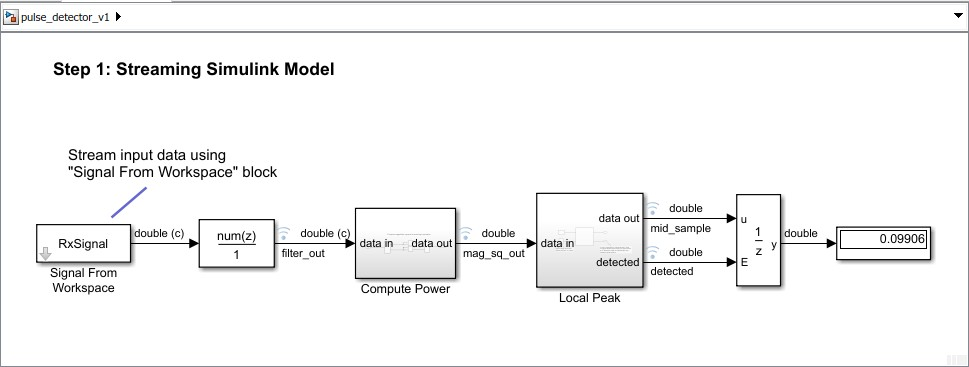 pulse_detector_v1
Step 1: Streaming Simulink Model
Stream input data using
"Signal From Workspace" block
RxSignal
Signal From
Workspace
double (c)
num(z)
1
double (c)
filter_out
data in
data out
Compute Power
double
mag_sq_out
data in
data out
detected
Local Peak
double
mid_sample
double
detected
u
E
1
z
y
double
0.09906